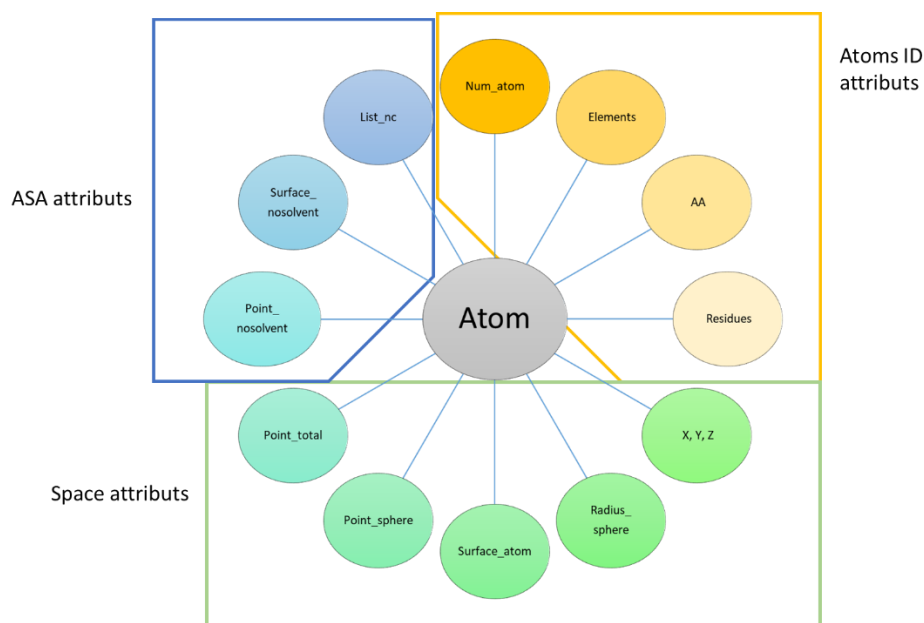 Atoms ID
attributs
Num_atom
List_nc
Elements
ASA attributs
Surface_
nosolvent
AA
Point_
nosolvent
Atom
Residues
Point_total
X, Y, Z
Space attributs
Point_sphere
Radius_
sphere
Surface_atom